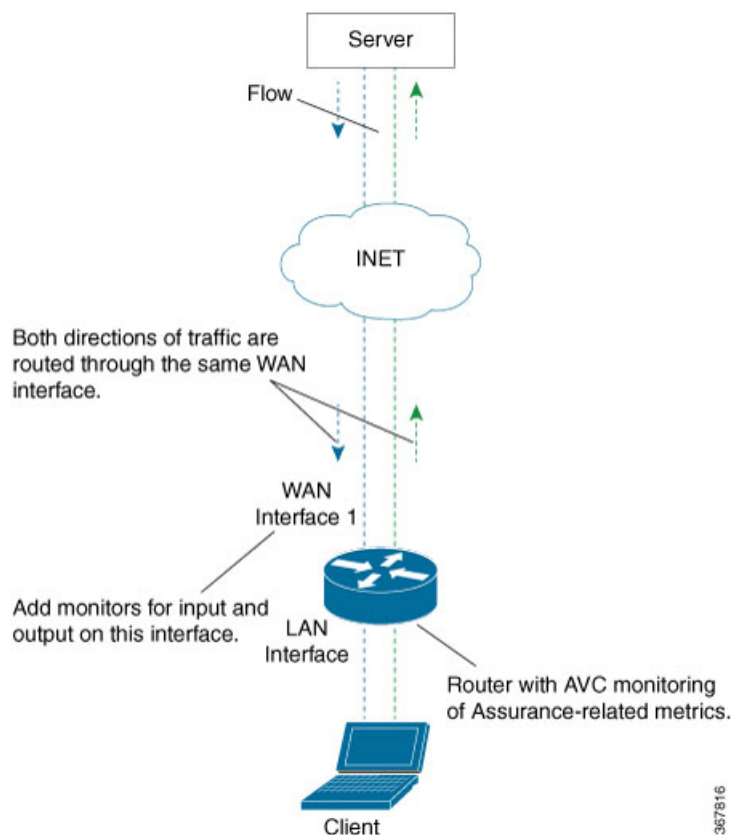 Server
Flow
INET
Both directions of traffic are
routed through the same WAN
interface.
WAN
Interface 1
Add monitors for input and
output on this interface.
LAN
Interface
Router with AVC monitoring
of Assurance-related metrics.
Client
367816